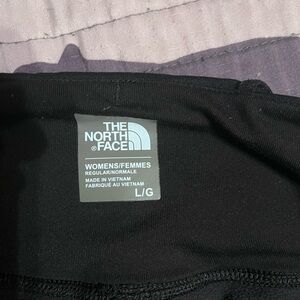 THE
NORTH
®FACE
WOMENS/FEMMES
REGULAR/NORMALE
MADE IN VIETNAM
FABRIQUÉ AU VIETNAM
L/G